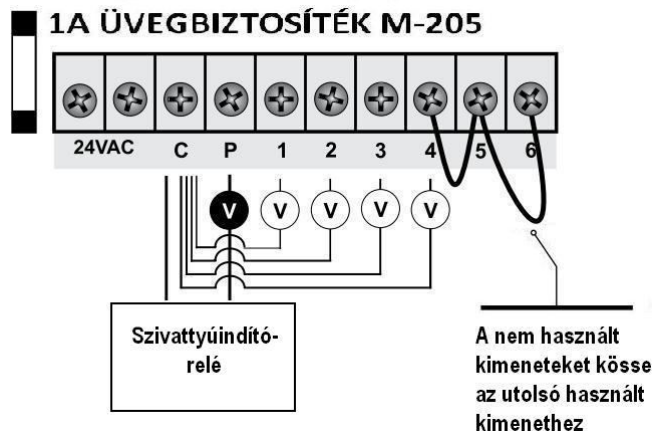 1A ÜVEGBIZTOSÍTÉK M-205
24VAC C P 1 2 3 4 5 6
V V V V V
Szivattyúindító-
relé
A nem használt
kimeneteket kösse
az utolsó használt
kimenethez